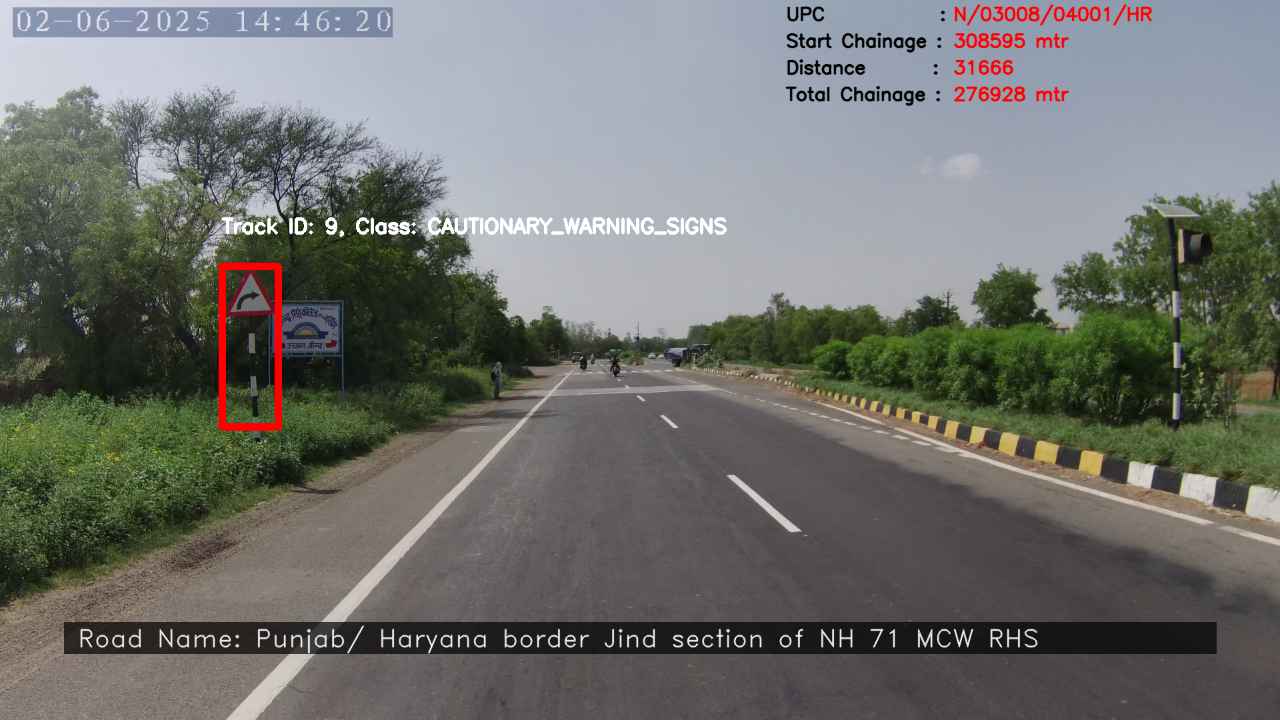 02-06-2025 14:46:20
UPC : N/03008/04001/HR
Start Chainage : 308595 mtr
Distance : 31666
Total Chainage : 276928 mtr
Track ID: 9, Class: CAUTIONARY_WARNING_SIGNS
Road Name: Punjab/ Haryana border Jind section of NH 71 MCW RHS